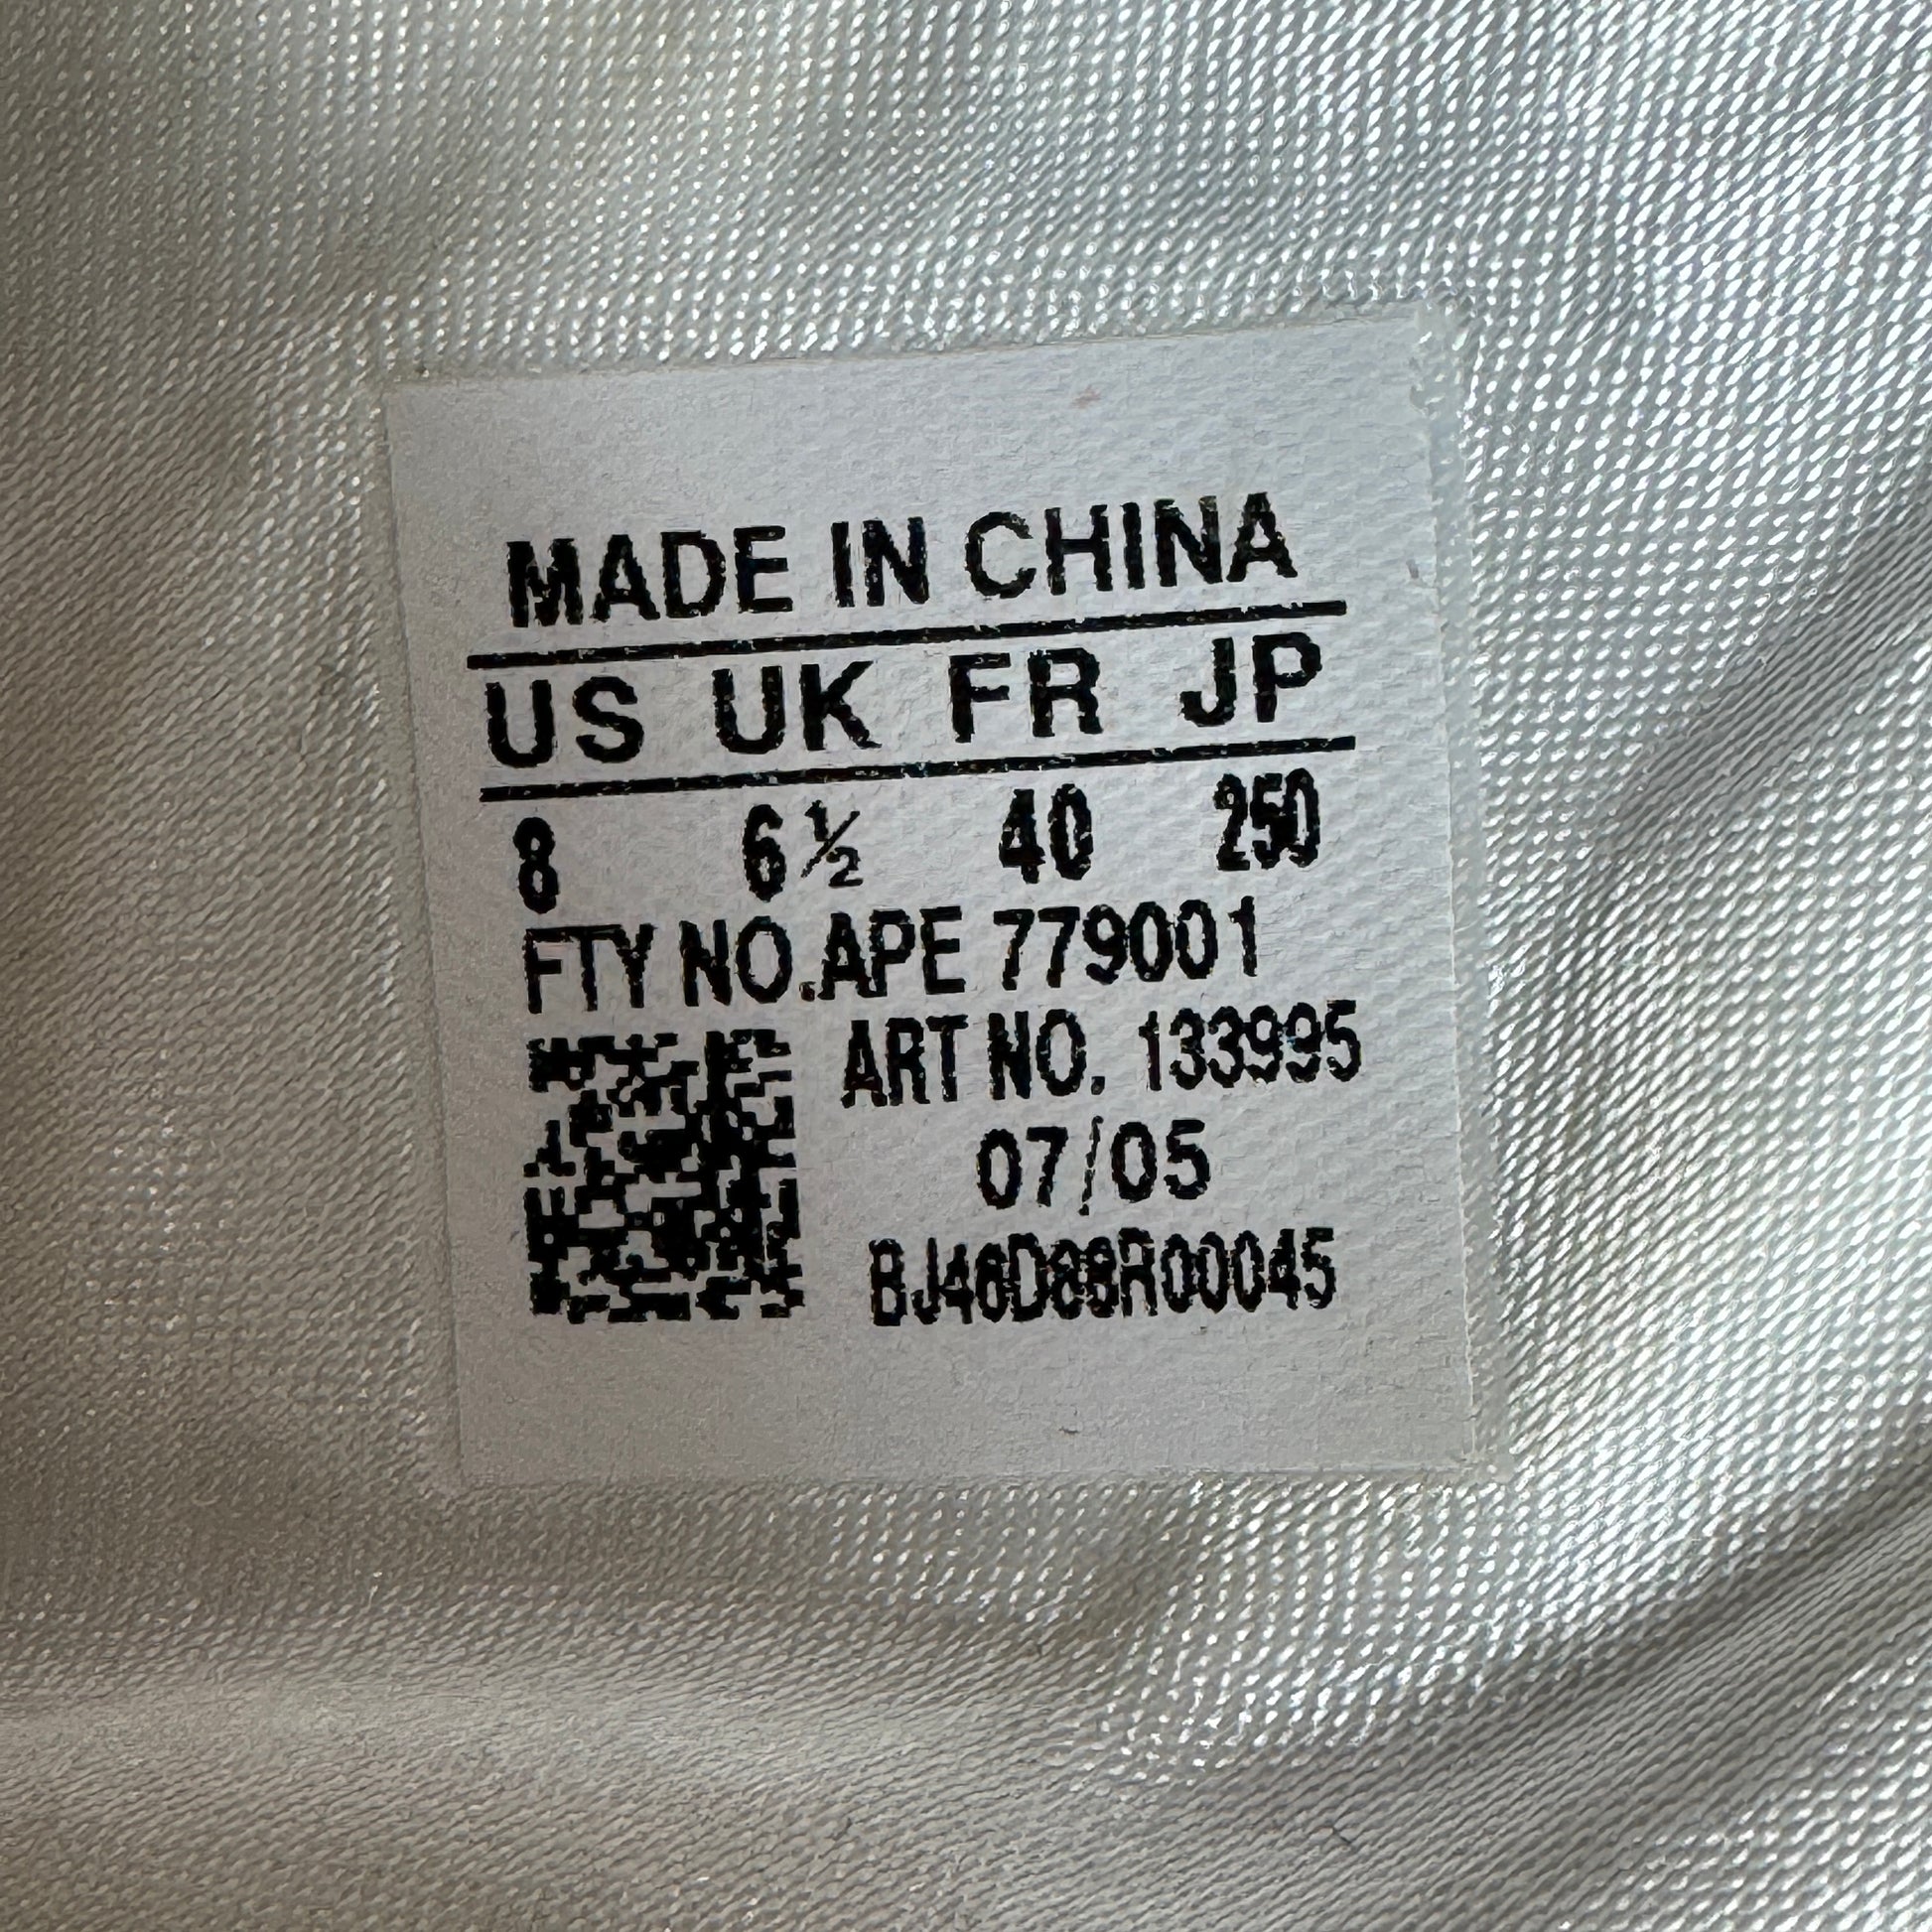 MADE IN CHINA
US UK FR JP
8 6½ 40 250
FTY NO.APE 779001
ART NO. 133995
07/05
BJ46D88R00045